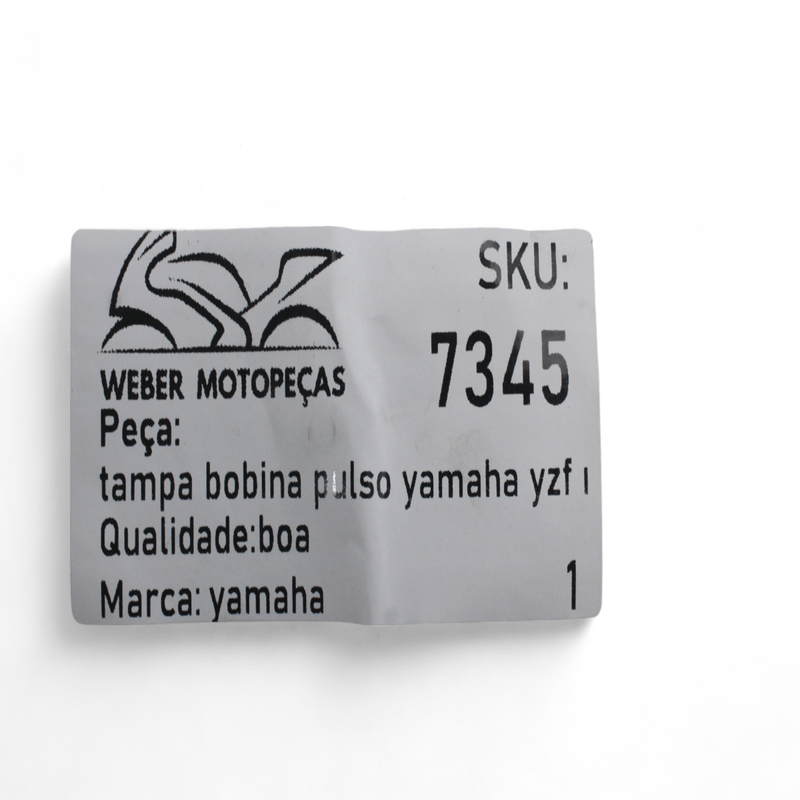 SKU:
7345
WEBER MOTOPEÇAS
Peça:
tampa bobina pulso yamaha yzf
Qualidade:boa
Marca: yamaha
1